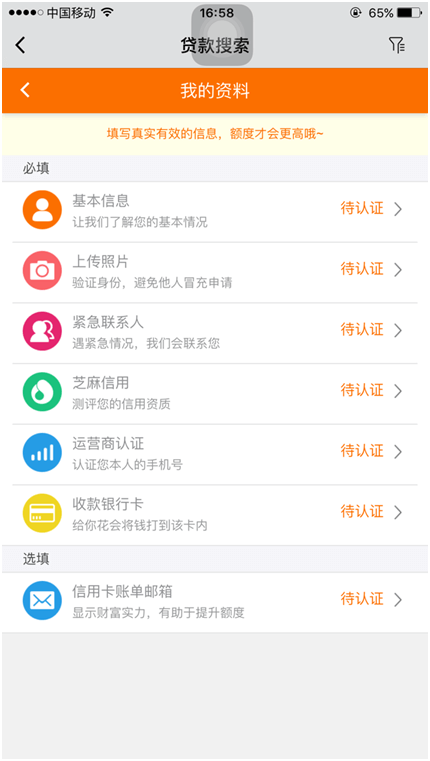 中国移动 16:58 65%
贷款搜索
我的资料
填写真实有效的信息，额度才会更高哦~
必填
基本信息
让我们了解您的基本情况
待认证
上传照片
验证身份，避免他人冒充申请
待认证
紧急联系人
遇紧急情况，我们会联系您
待认证
芝麻信用
测评您的信用资质
待认证
运营商认证
认证您本人的手机号
待认证
收款银行卡
给你花会将钱打到该卡内
待认证
选填
信用卡账单邮箱
显示财富实力，有助于提升额度
待认证